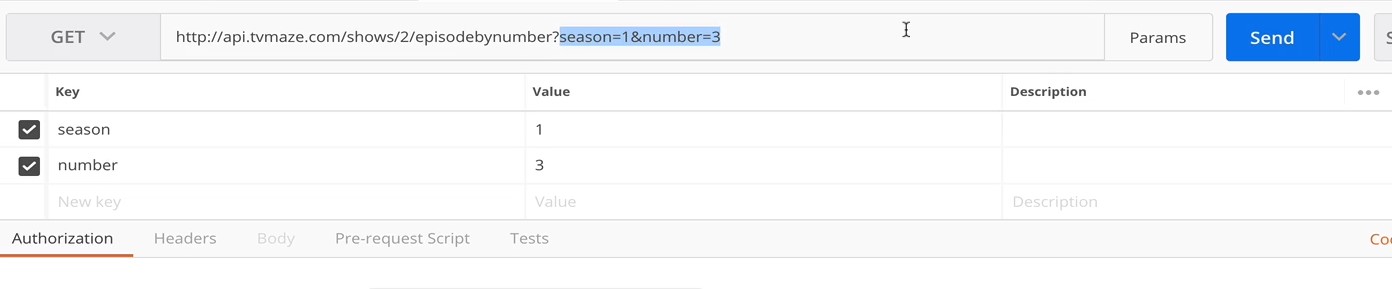 GET http://api.tvmaze.com/shows/2/episodebynumber?season=1&number=3 Params Send
Key Value Description
season 1
number 3
New key Value Description
Authorization Headers Body Pre-request Script Tests